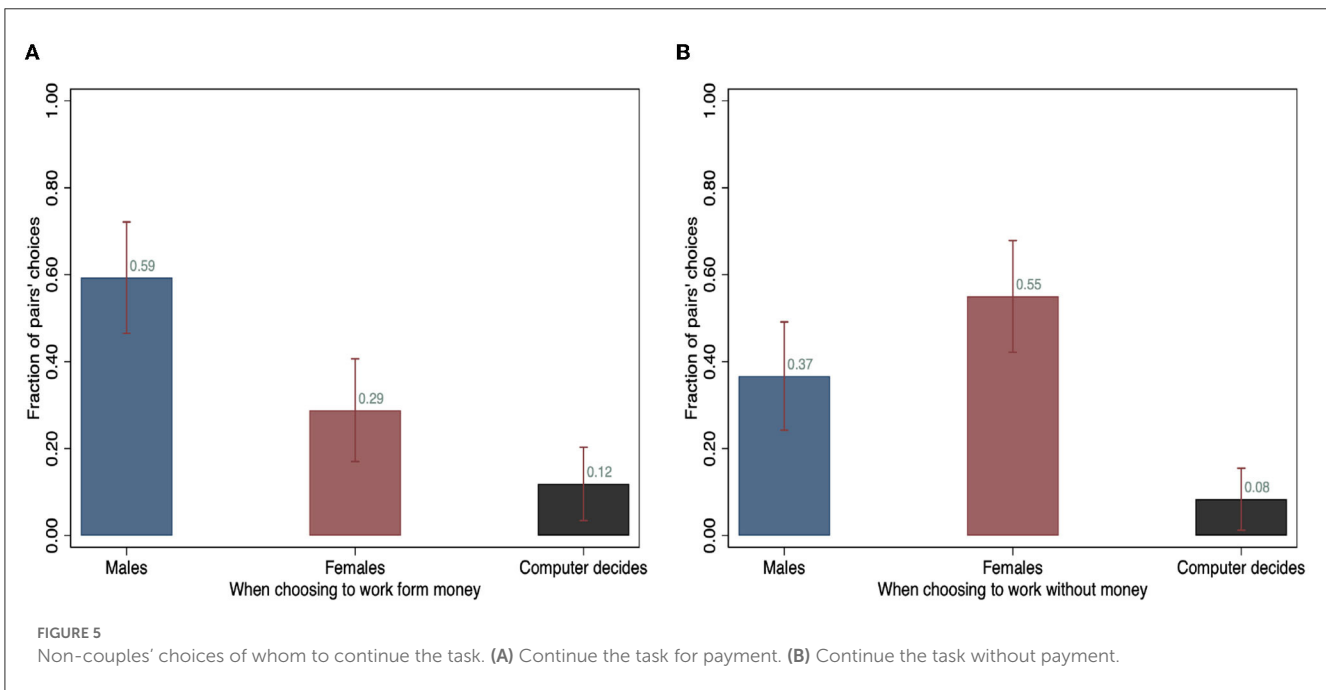 A
Fraction of pairs' choices
1.00
0.80
0.60
0.40
0.20
0.00
0.59
0.29
0.12
Males
Females
Computer decides
When choosing to work form money
B
Fraction of pairs' choices
1.00
0.80
0.60
0.40
0.20
0.00
0.37
0.55
0.08
Males
Females
Computer decides
When choosing to work without money
FIGURE 5
Non-couples' choices of whom to continue the task. (A) Continue the task for payment. (B) Continue the task without payment.